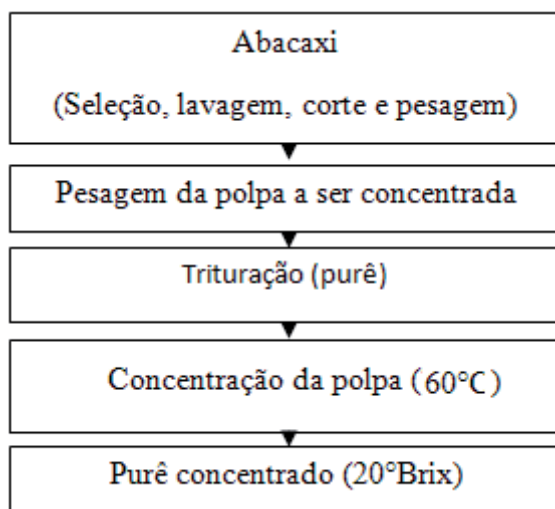 Abacaxi
(Seleção, lavagem, corte e pesagem)
Pesagem da polpa a ser concentrada
Trituração (purê)
Concentração da polpa (60°C)
Purê concentrado (20°Brix)